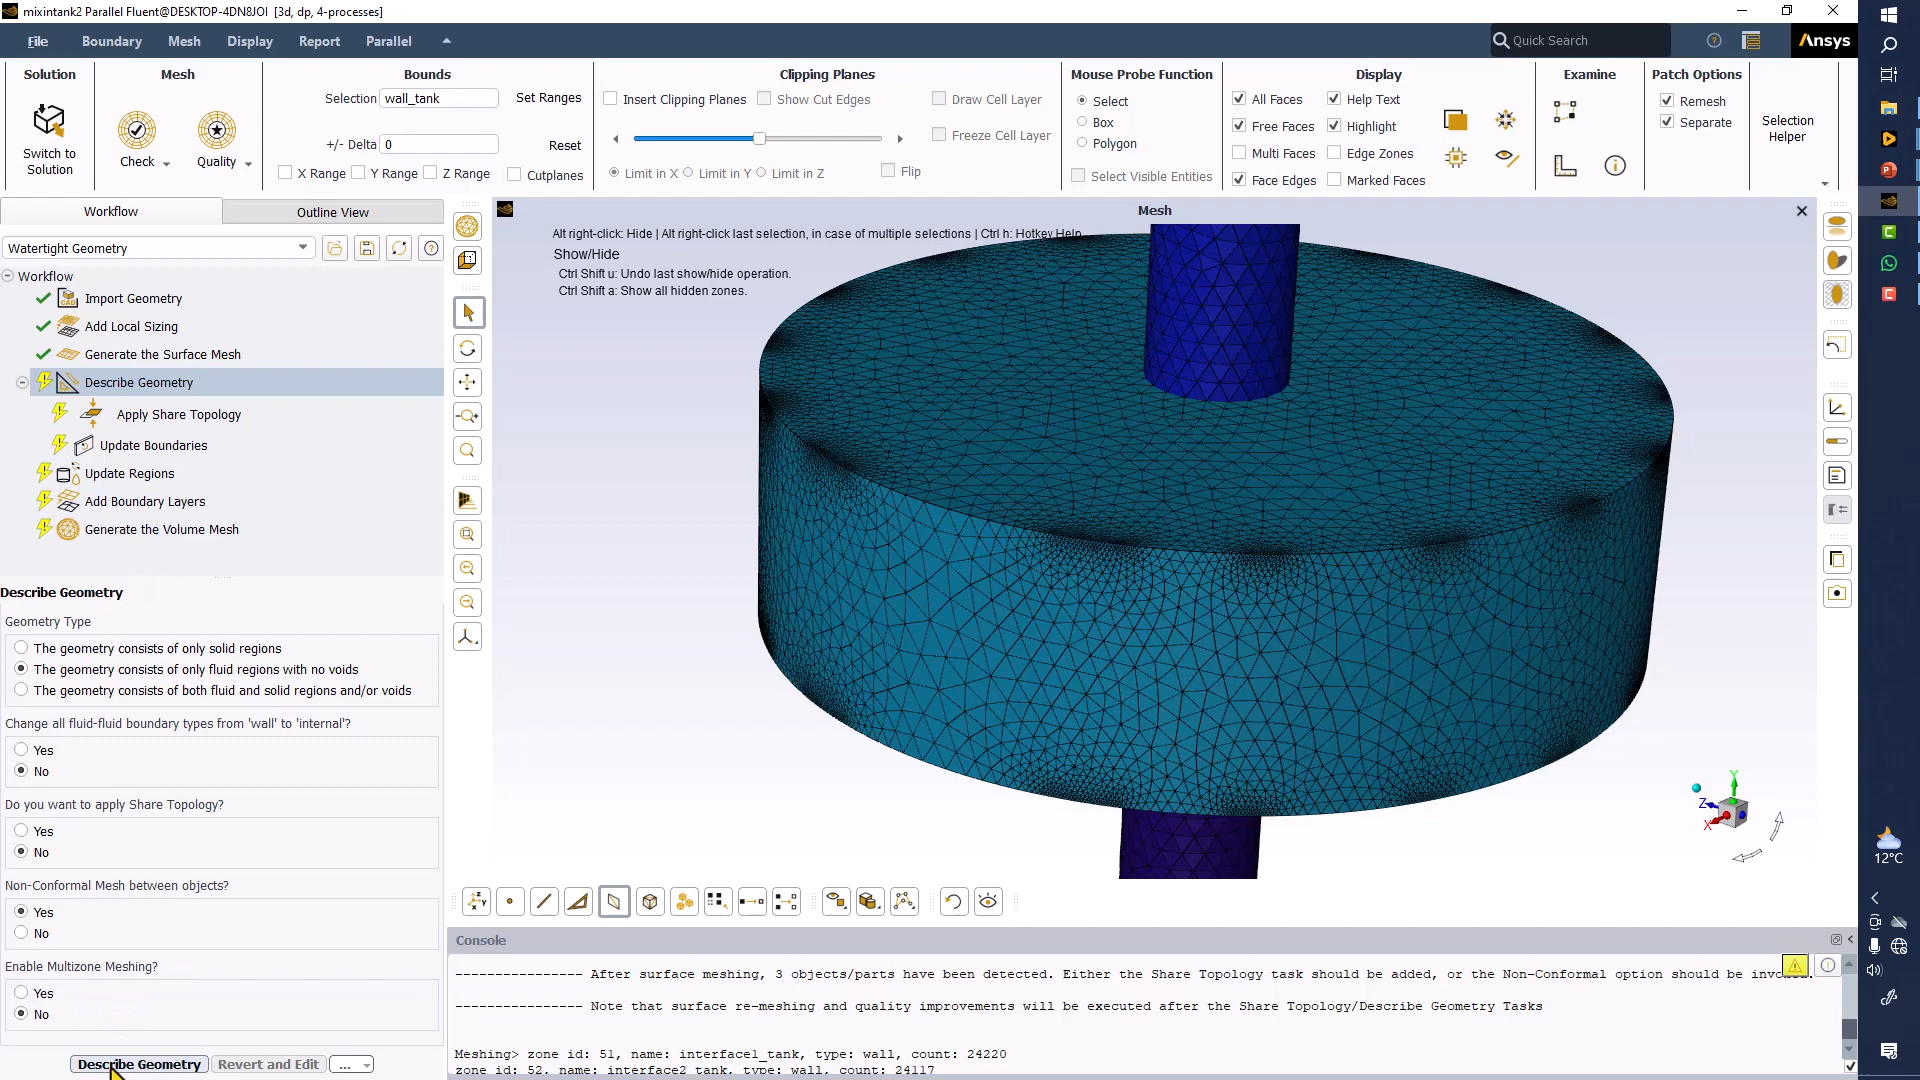 mixintank2 Parallel Fluent@DESKTOP-4DN8JOI [3d, dp, 4-processes]
File Boundary Mesh Display Report Parallel
Quick Search
Ansys
Solution
Switch to
Solution
Mesh
Check
Quality
Bounds
Selection wall_tank Set Ranges
+/- Delta 0 Reset
X Range Y Range Z Range Cutplanes
Clipping Planes
Insert Clipping Planes Show Cut Edges Draw Cell Layer
Freeze Cell Layer
Limit in X Limit in Y Limit in Z Flip
Mouse Probe Function
Select
Box
Polygon
Select Visible Entities
Display
All Faces Help Text
Free Faces Highlight
Multi Faces Edge Zones
Face Edges Marked Faces
Examine
Patch Options
Remesh
Separate
Selection
Helper
Workflow Outline View
Watertight Geometry
Workflow
Import Geometry
Add Local Sizing
Generate the Surface Mesh
Describe Geometry
Apply Share Topology
Update Boundaries
Update Regions
Add Boundary Layers
Generate the Volume Mesh
Describe Geometry
Geometry Type
The geometry consists of only solid regions
The geometry consists of only fluid regions with no voids
The geometry consists of both fluid and solid regions and/or voids
Change all fluid-fluid boundary types from 'wall' to 'internal'?
Yes
No
Do you want to apply Share Topology?
Yes
No
Non-Conformal Mesh between objects?
Yes
No
Enable Multizone Meshing?
Yes
No
Describe Geometry Revert and Edit ...
Mesh
Alt right-click: Hide | Alt right-click last selection, in case of multiple selections | Ctrl h: Hotkey Help
Show/Hide
Ctrl Shift u: Undo last show/hide operation.
Ctrl Shift a: Show all hidden zones.
Y
Z
X
Console
---------------- After surface meshing, 3 objects/parts have been detected. Either the Share Topology task should be added, or the Non-Conformal option should be
---------------- Note that surface re-meshing and quality improvements will be executed after the Share Topology/Describe Geometry Tasks
Meshing> zone id: 51, name: interface1_tank, type: wall, count: 24220
zone id: 52, name: interface2_tank, type: wall, count: 24117
12°C